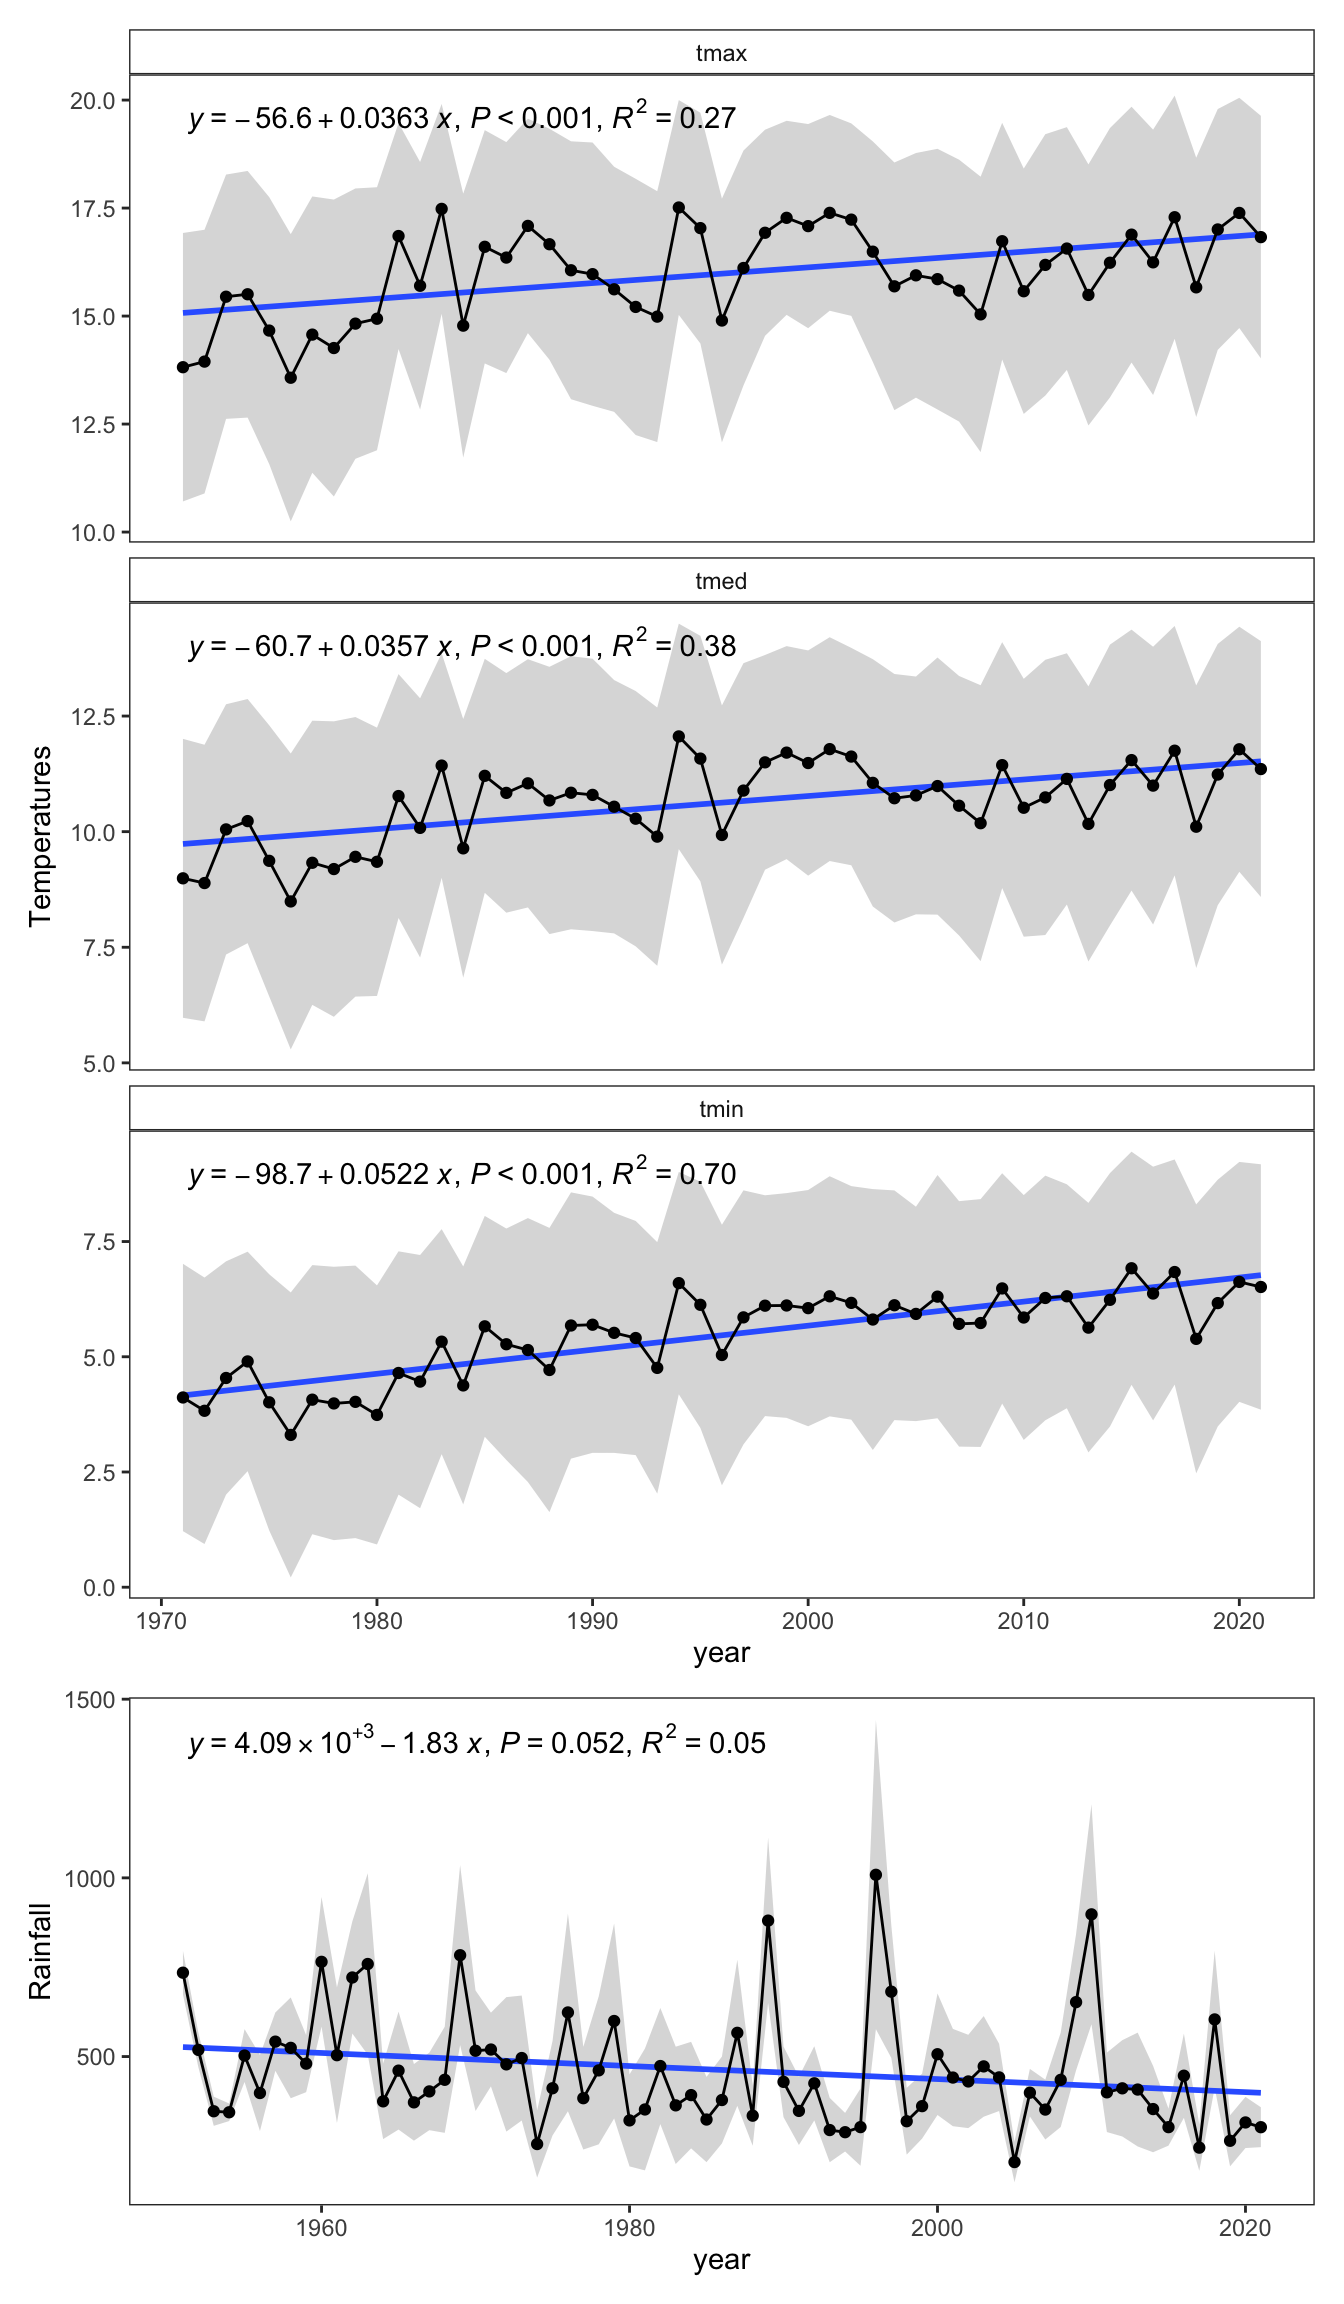 tmax
y = − 56.6 + 0.0363 x, P < 0.001, R² = 0.27
20.0
17.5
15.0
12.5
10.0
tmed
y = − 60.7 + 0.0357 x, P < 0.001, R² = 0.38
12.5
10.0
7.5
5.0
Temperatures
tmin
y = − 98.7 + 0.0522 x, P < 0.001, R² = 0.70
7.5
5.0
2.5
0.0
1970 1980 1990 2000 2010 2020
year
y = 4.09 × 10⁺³ − 1.83 x, P = 0.052, R² = 0.05
1500
1000
500
Rainfall
1960 1980 2000 2020
year